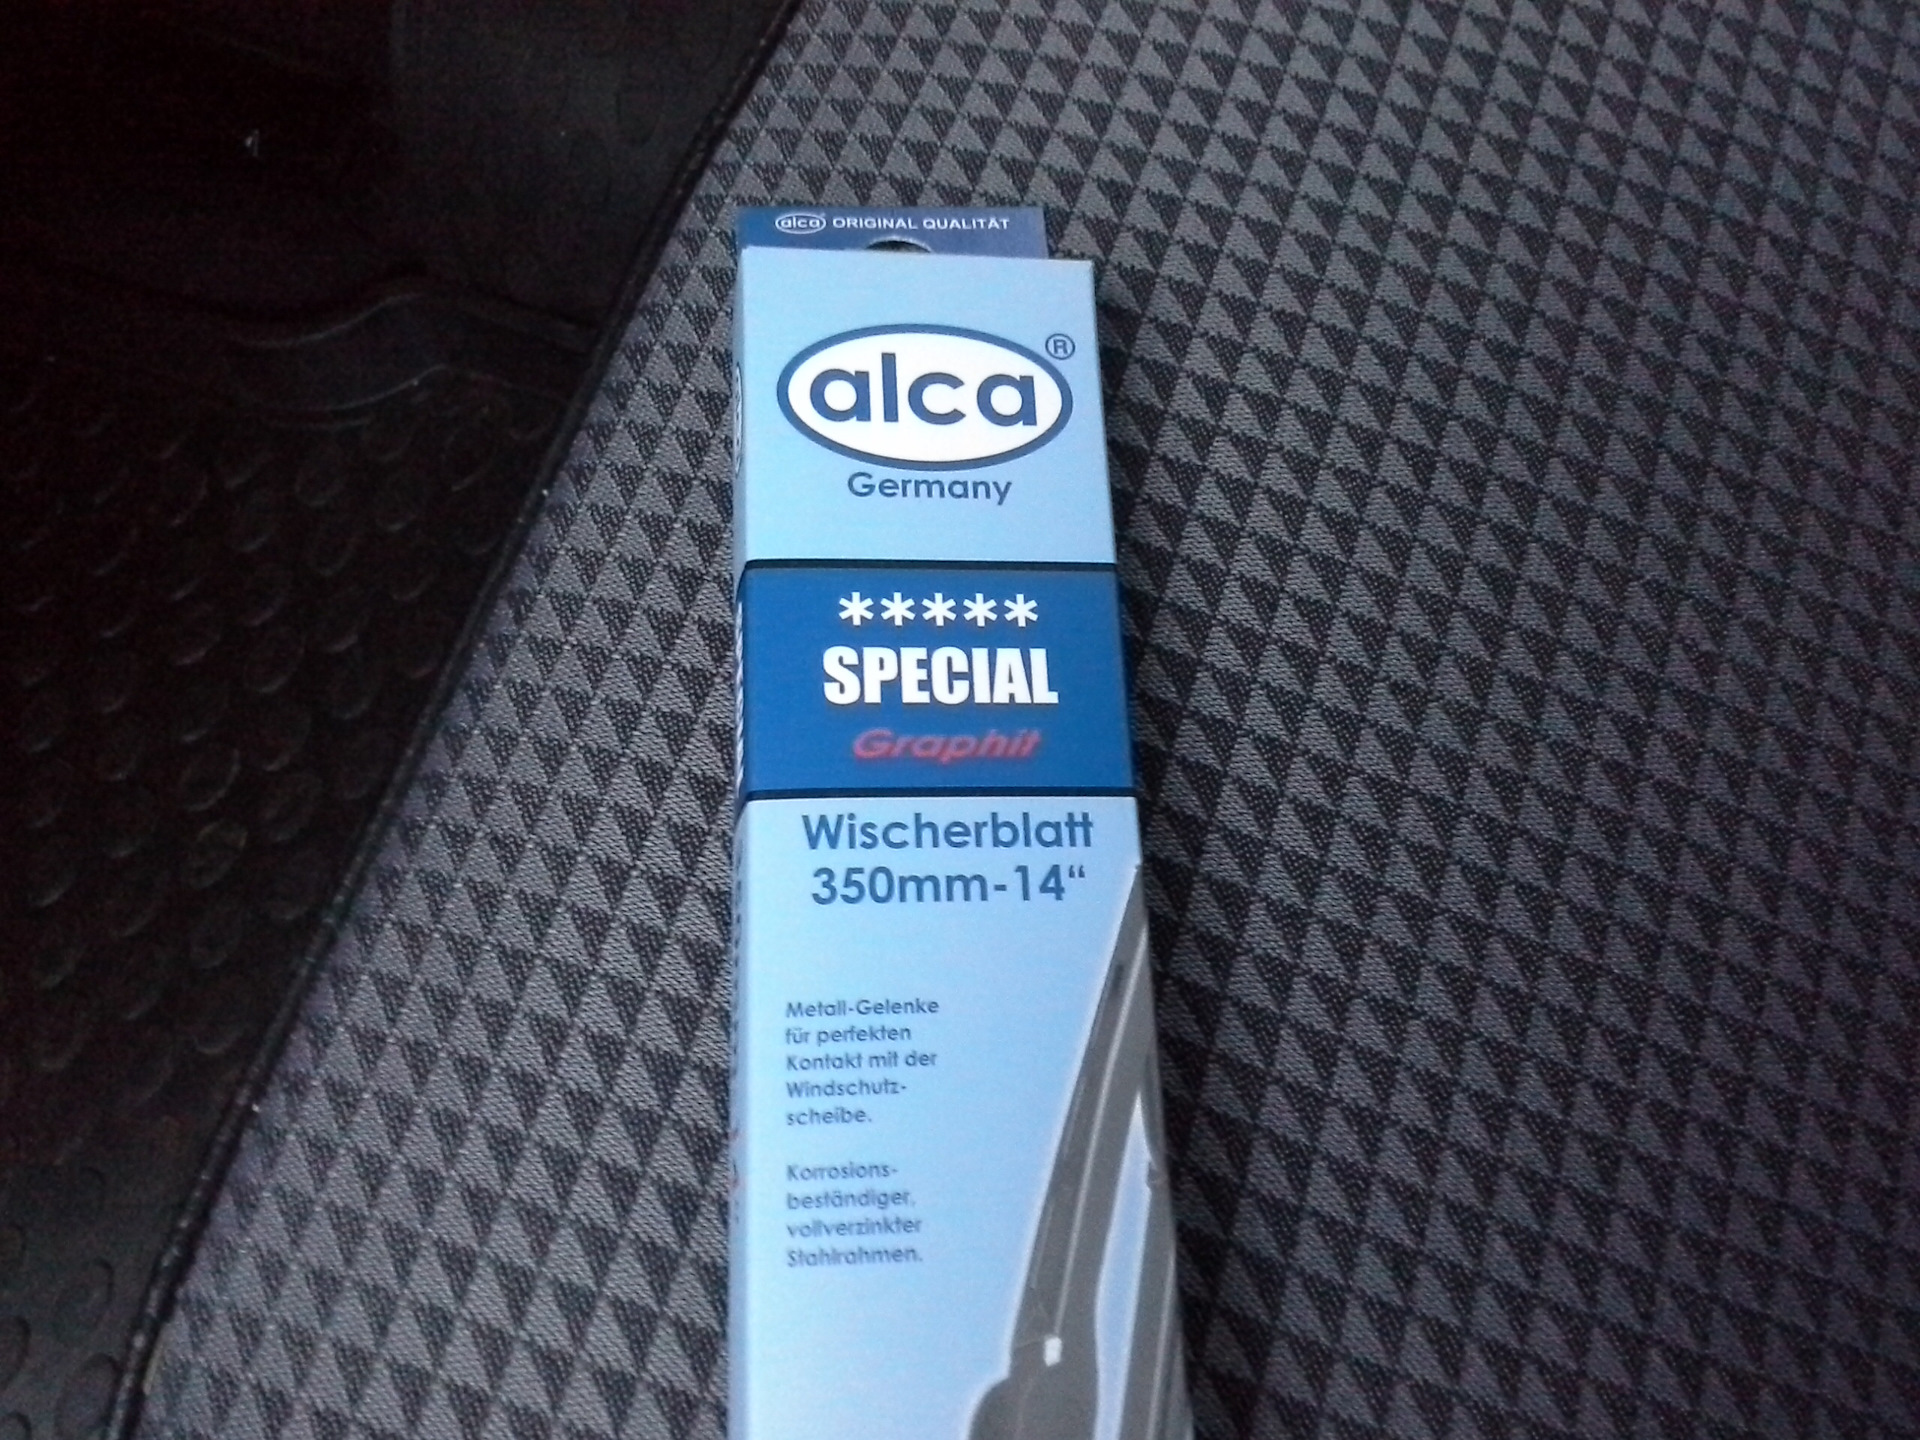 alca ORIGINAL QUALITÄT
alca®
Germany
*****
SPECIAL
Graphit
Wischerblatt
350mm-14“
Metall-Gelenke
für perfekten
Kontakt mit der
Windschutz-
scheibe.
Korrosions-
beständiger,
vollverzinkter
Stahlrahmen.